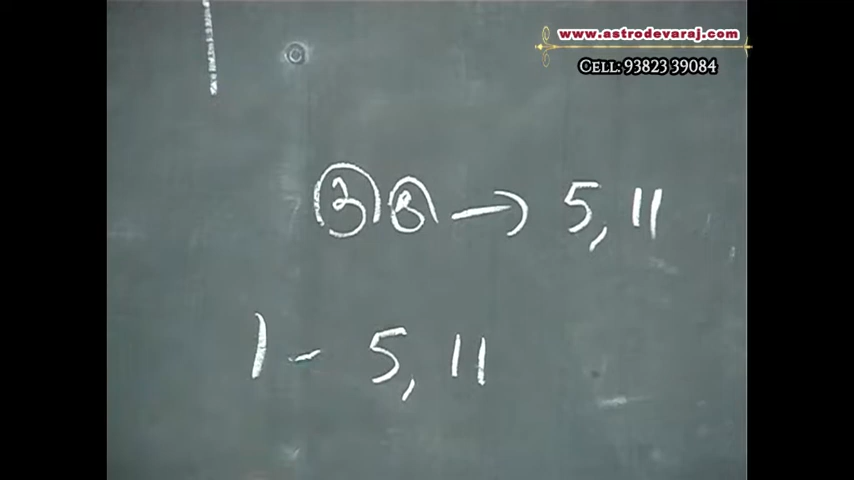 www.astrodevaraj.com
CELL: 93823 39084
→ 5, 11
1 - 5, 11